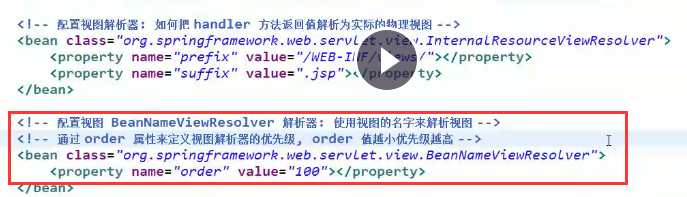 <!-- 配置视图解析器: 如何把 handler 方法返回值解析为实际的物理视图 -->
<bean class="org.springframework.web.servlet.view.InternalResourceViewResolver">
<property name="prefix" value="/WEB-INF/views/"></property>
<property name="suffix" value=".jsp"></property>
</bean>
<!-- 配置视图 BeanNameViewResolver 解析器: 使用视图的名字来解析视图 -->
<!-- 通过 order 属性来定义视图解析器的优先级, order 值越小优先级越高 -->
<bean class="org.springframework.web.servlet.view.BeanNameViewResolver">
<property name="order" value="100"></property>
</bean>